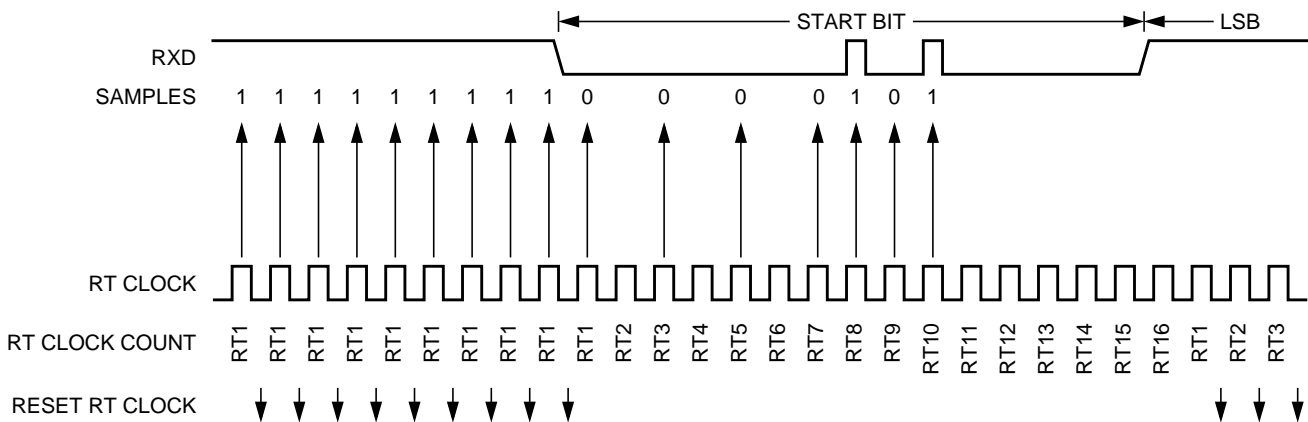 START BIT LSB
RXD
SAMPLES 1 1 1 1 1 1 1 1 1 0 0 0 0 1 0 1
RT CLOCK
RT CLOCK COUNT RT1 RT1 RT1 RT1 RT1 RT1 RT1 RT1 RT1 RT1 RT2 RT3 RT4 RT5 RT6 RT7 RT8 RT9 RT10 RT11 RT12 RT13 RT14 RT15 RT16 RT1 RT2 RT3
RESET RT CLOCK